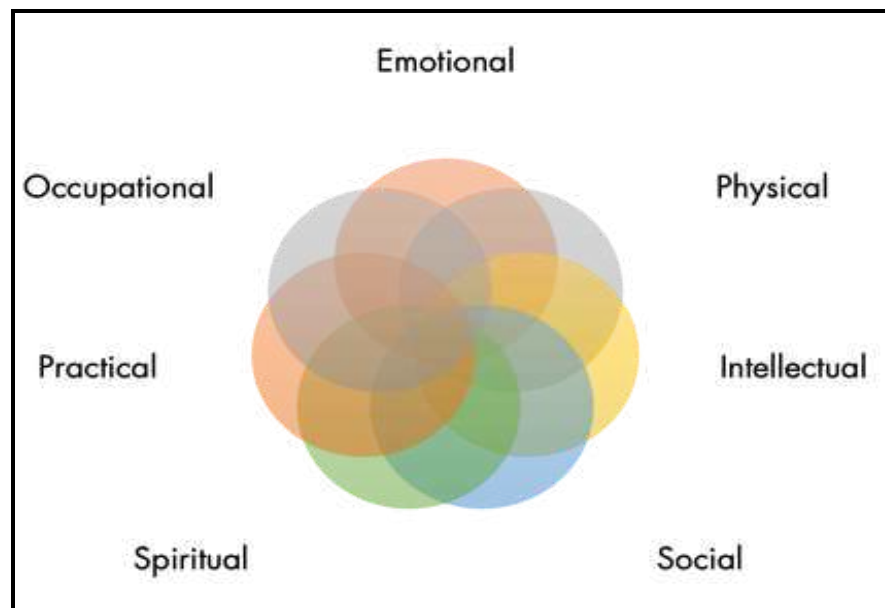 Emotional
Occupational
Physical
Practical
Intellectual
Spiritual
Social